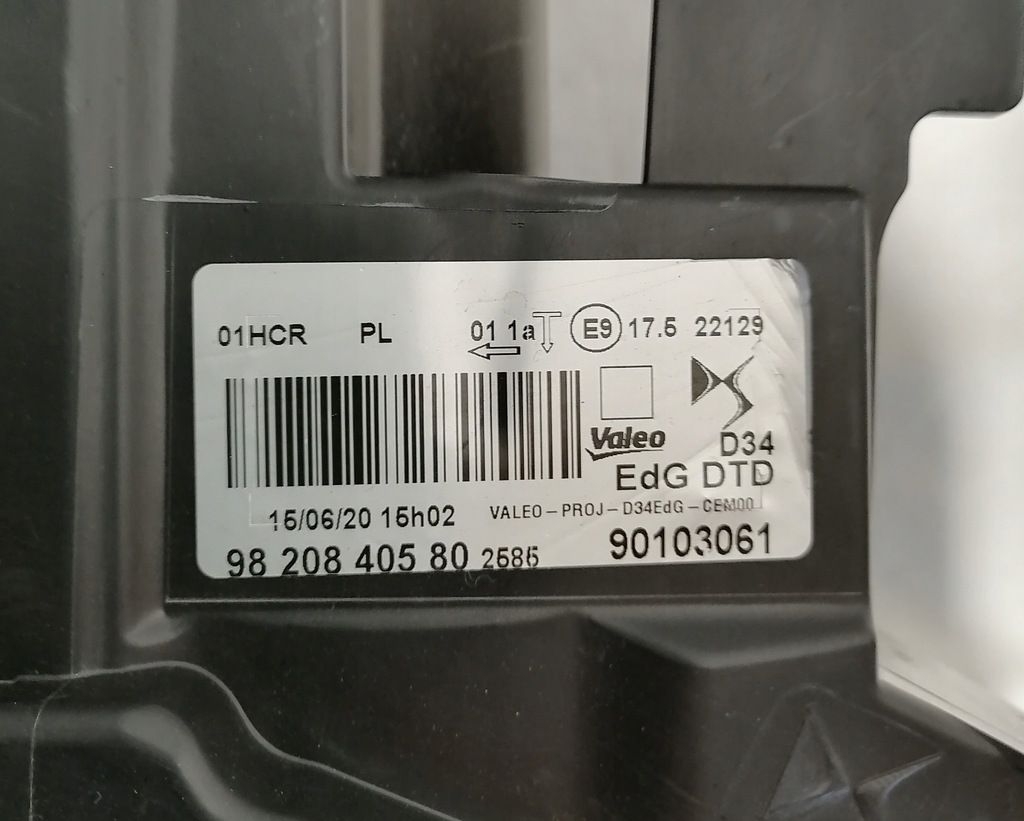 01HCR PL 01 1a E9 17.5 22129
Valeo D34
EdG DTD
15/06/20 15h02 VALEO-PROJ-D34EdG-CEM00
98 208 405 80 2585 90103061